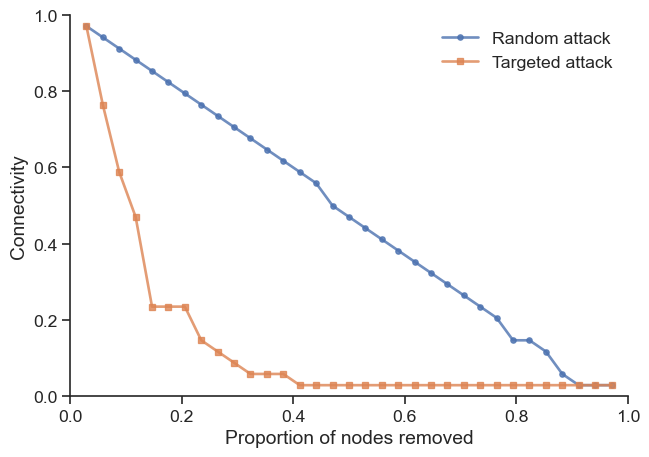 1.0
Random attack
Targeted attack
0.8
0.6
Connectivity
0.4
0.2
0.0
0.0 0.2 0.4 0.6 0.8 1.0
Proportion of nodes removed